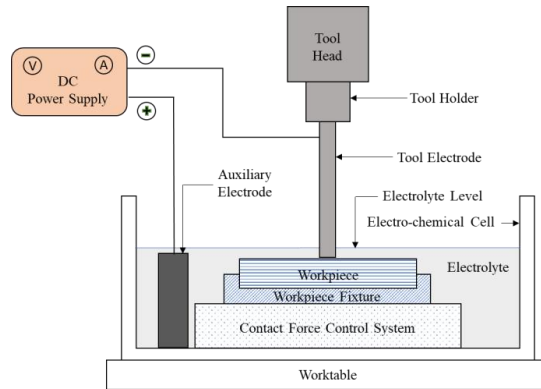 Tool
Head
V
A
DC
Power Supply
−
+
Tool Holder
Tool Electrode
Auxiliary
Electrode
Electrolyte Level
Electro-chemical Cell
Electrolyte
Workpiece
Workpiece Fixture
Contact Force Control System
Worktable